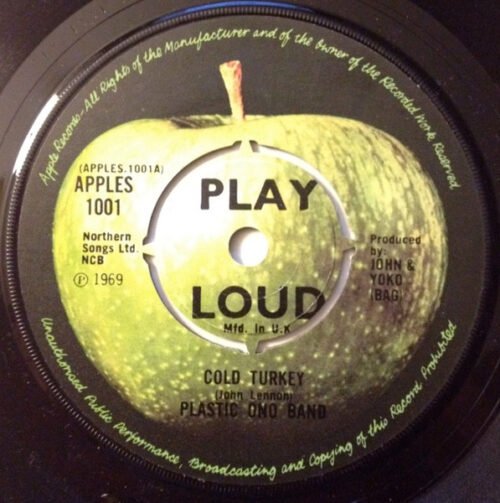 Apple Records-All Rights of the Manufacturer and of the Owner of the Recorded Work Reserved
(APPLES.1001A)
APPLES
1001
PLAY
LOUD
Northern
Songs Ltd.
NCB
℗ 1969
Produced
by:
JOHN &
YOKO
(BAG)
Mfd. In U.K
COLD TURKEY
(John Lennon)
PLASTIC ONO BAND
Unauthorised Public Performance, Broadcasting and Copying of this Record Prohibited